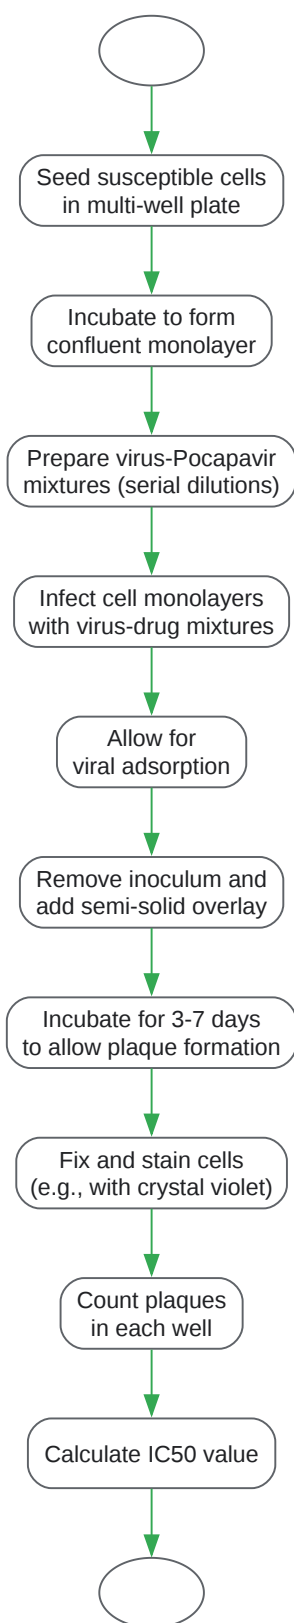 Seed susceptible cells
in multi-well plate
Incubate to form
confluent monolayer
Prepare virus-Pocapavir
mixtures (serial dilutions)
Infect cell monolayers
with virus-drug mixtures
Allow for
viral adsorption
Remove inoculum and
add semi-solid overlay
Incubate for 3-7 days
to allow plaque formation
Fix and stain cells
(e.g., with crystal violet)
Count plaques
in each well
Calculate IC50 value